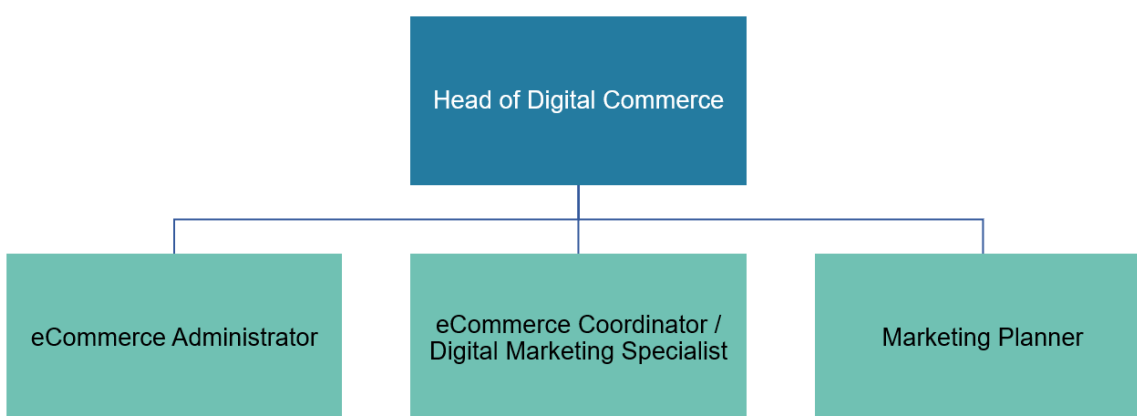 Head of Digital Commerce
eCommerce Administrator
eCommerce Coordinator /
Digital Marketing Specialist
Marketing Planner